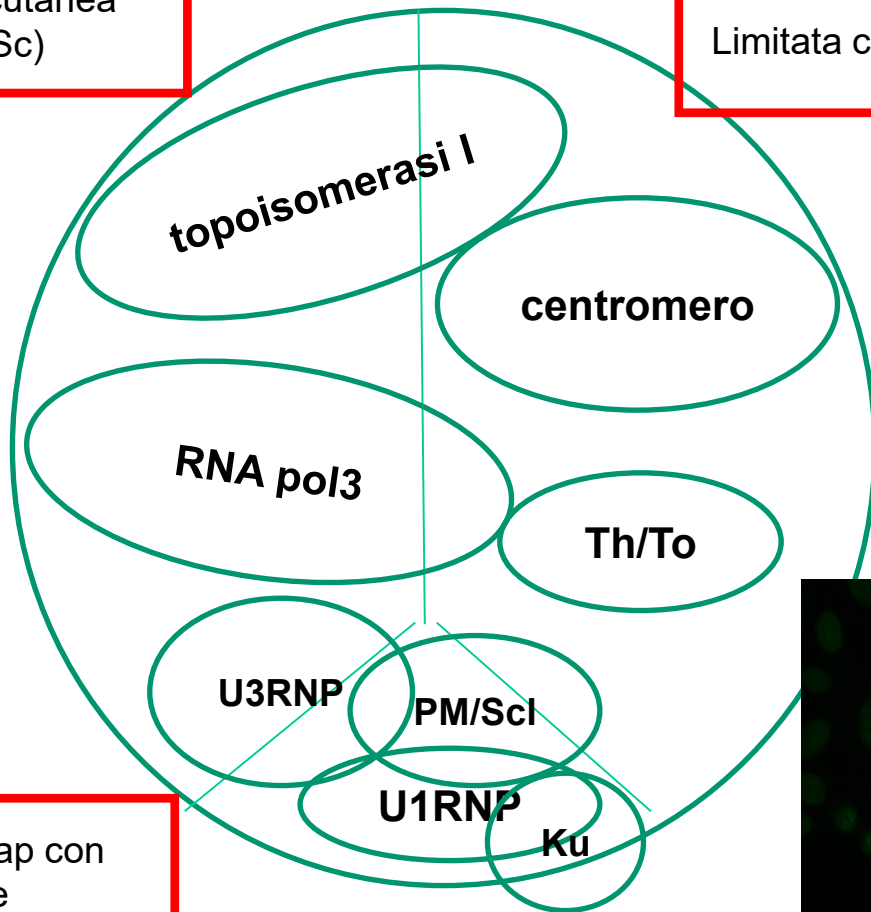 cutanea
Sc)
Limitata c
topoisomerasi I
centromero
RNA pol3
Th/To
U3RNP
PM/Scl
U1RNP
Ku
ap con
e